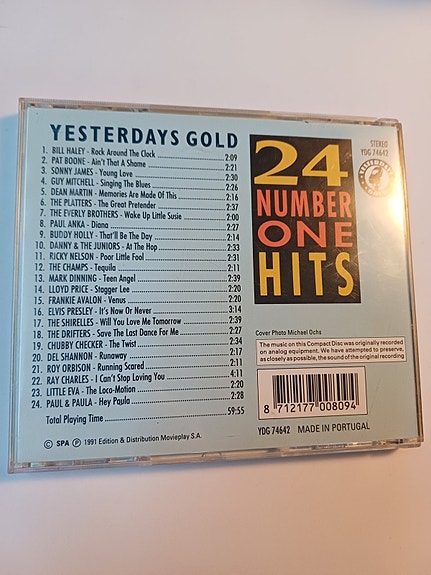 YESTERDAYS GOLD
1. BILL HALEY - Rock Around The Clock 2:09
2. PAT BOONE - Ain't That A Shame 2:21
3. SONNY JAMES - Young Love 2:30
4. GUY MITCHELL - Singing The Blues 2:26
5. DEAN MARTIN - Memories Are Made Of This 2:16
6. THE PLATTERS - The Great Pretender 2:37
7. THE EVERLY BROTHERS - Wake Up Little Susie 2:00
8. PAUL ANKA - Diana 2:27
9. BUDDY HOLLY - That'll Be The Day 2:14
10. DANNY & THE JUNIORS - At The Hop 2:33
11. RICKY NELSON - Poor Little Fool 2:31
12. THE CHAMPS - Tequila 2:11
13. MARK DINNING - Teen Angel 2:39
14. LLOYD PRICE - Stagger Lee 2:20
15. FRANKIE AVALON - Venus 2:20
16. ELVIS PRESLEY - It's Now Or Never 3:14
17. THE SHIRELLES - Will You Love Me Tomorrow 2:39
18. THE DRIFTERS - Save The Last Dance For Me 2:27
19. CHUBBY CHECKER - The Twist 2:34
20. DEL SHANNON - Runaway 2:17
21. ROY ORBISON - Running Scared 2:11
22. RAY CHARLES - I Can't Stop Loving You 4:11
23. LITTLE EVA - The Loco-Motion 2:20
24. PAUL & PAULA - Hey Paula 2:28
Total Playing Time 59:55
© SPA ℗ 1991 Edition & Distribution Movieplay S.A.
24
NUMBER
ONE
HITS
STEREO
YDG 74642
Cover Photo Michael Ochs
The music on this Compact Disc was originally recorded
on analog equipment. We have attempted to preserve,
as closely as possible, the sound of the original recording
8 712177 008094
YDG 74642 MADE IN PORTUGAL